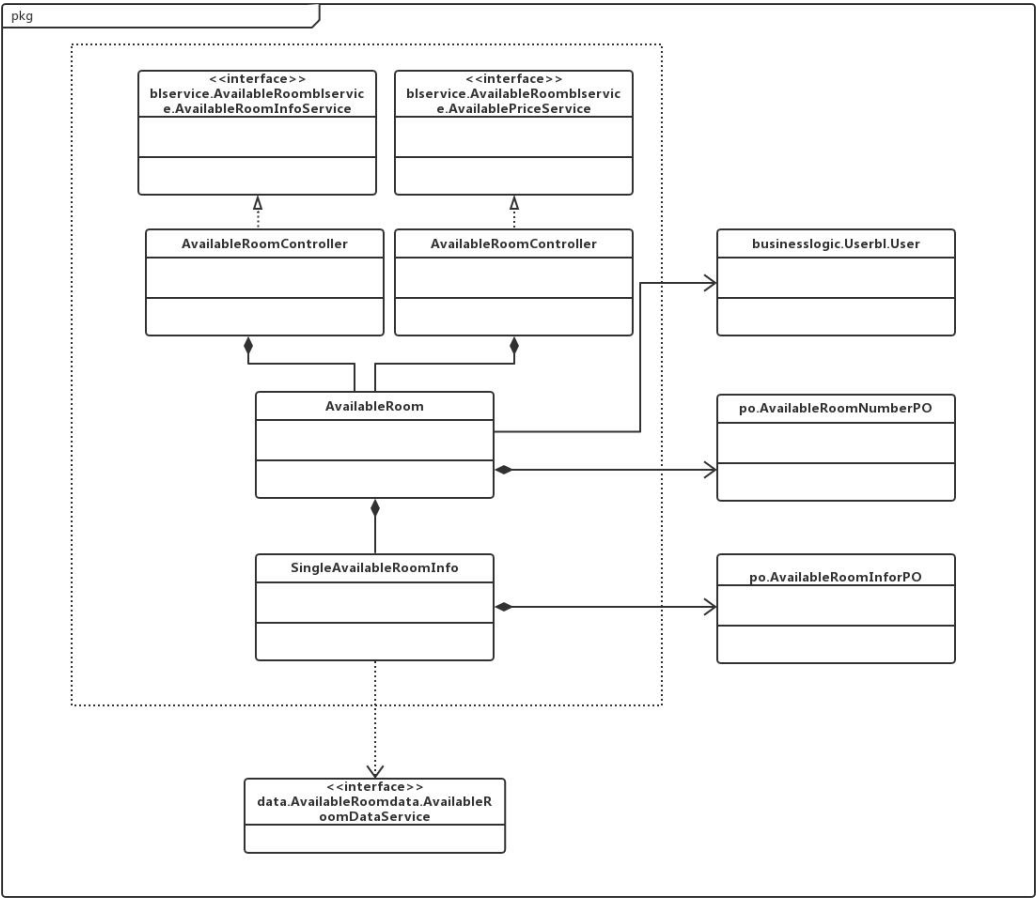 pkg
<<interface>>
blservice.AvailableRoomblservic
e.AvailableRoomInfoService
<<interface>>
blservice.AvailableRoomblservic
e.AvailablePriceService
AvailableRoomController
AvailableRoomController
businesslogic.Userbl.User
AvailableRoom
po.AvailableRoomNumberPO
SingleAvailableRoomInfo
po.AvailableRoomInforPO
<<interface>>
data.AvailableRoomdata.AvailableR
oomDataService